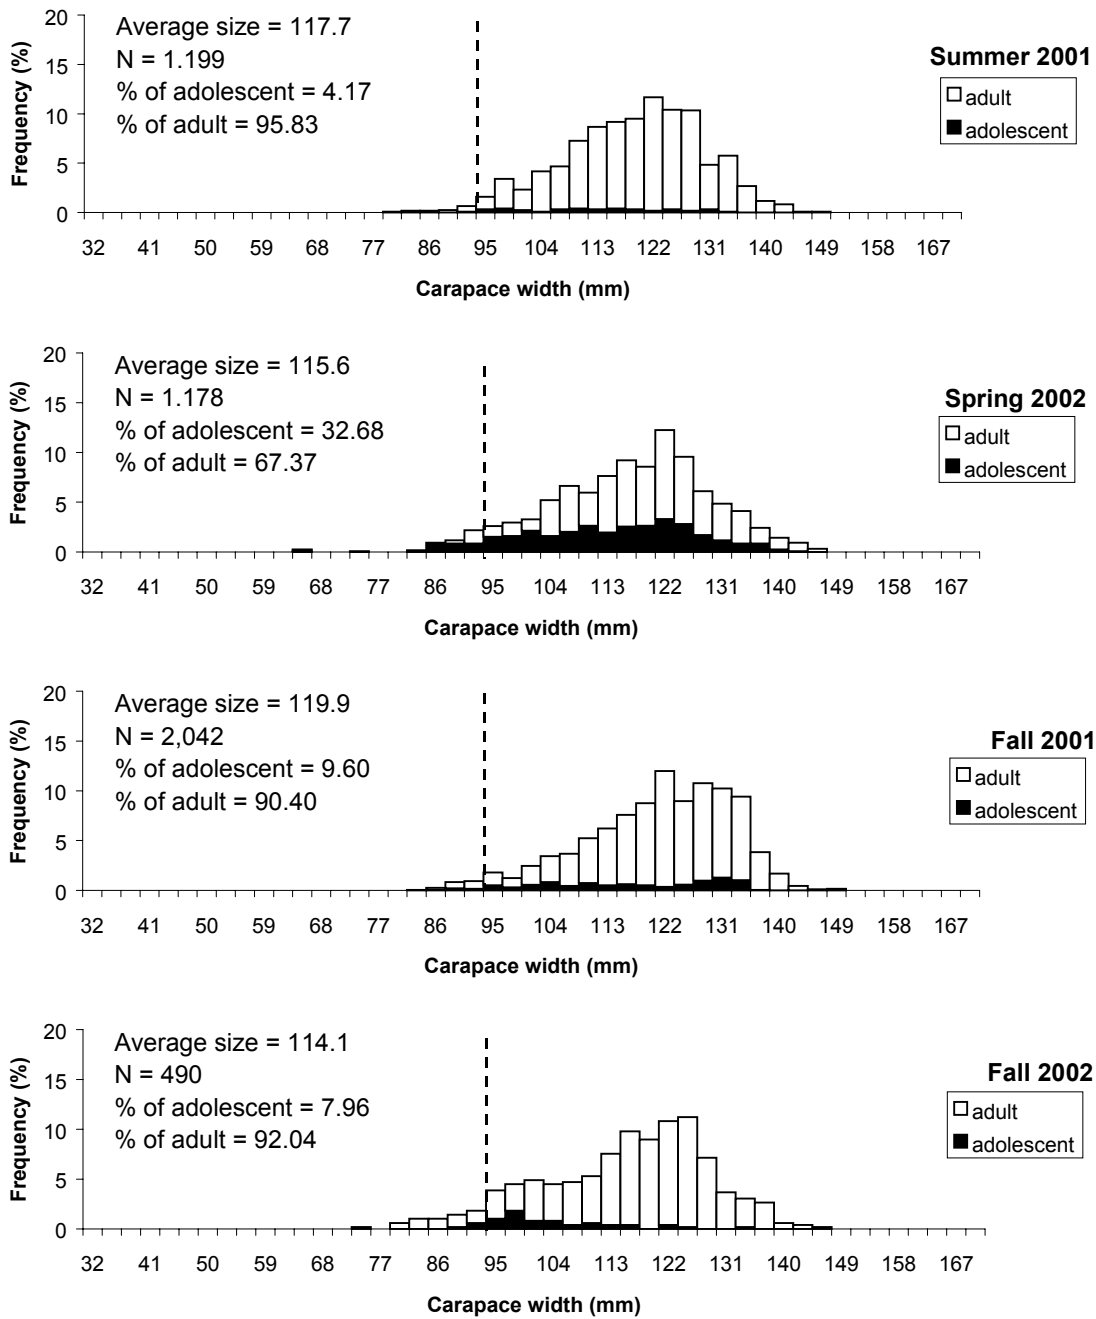 20
Average size = 117.7
N = 1.199
% of adolescent = 4.17
% of adult = 95.83
Summer 2001
adult
adolescent
Frequency (%)
15
10
5
0
32 41 50 59 68 77 86 95 104 113 122 131 140 149 158 167
Carapace width (mm)
20
Average size = 115.6
N = 1.178
% of adolescent = 32.68
% of adult = 67.37
Spring 2002
adult
adolescent
Frequency (%)
15
10
5
0
32 41 50 59 68 77 86 95 104 113 122 131 140 149 158 167
Carapace width (mm)
20
Average size = 119.9
N = 2,042
% of adolescent = 9.60
% of adult = 90.40
Fall 2001
adult
adolescent
Frequency (%)
15
10
5
0
32 41 50 59 68 77 86 95 104 113 122 131 140 149 158 167
Carapace width (mm)
20
Average size = 114.1
N = 490
% of adolescent = 7.96
% of adult = 92.04
Fall 2002
adult
adolescent
Frequency (%)
15
10
5
0
32 41 50 59 68 77 86 95 104 113 122 131 140 149 158 167
Carapace width (mm)